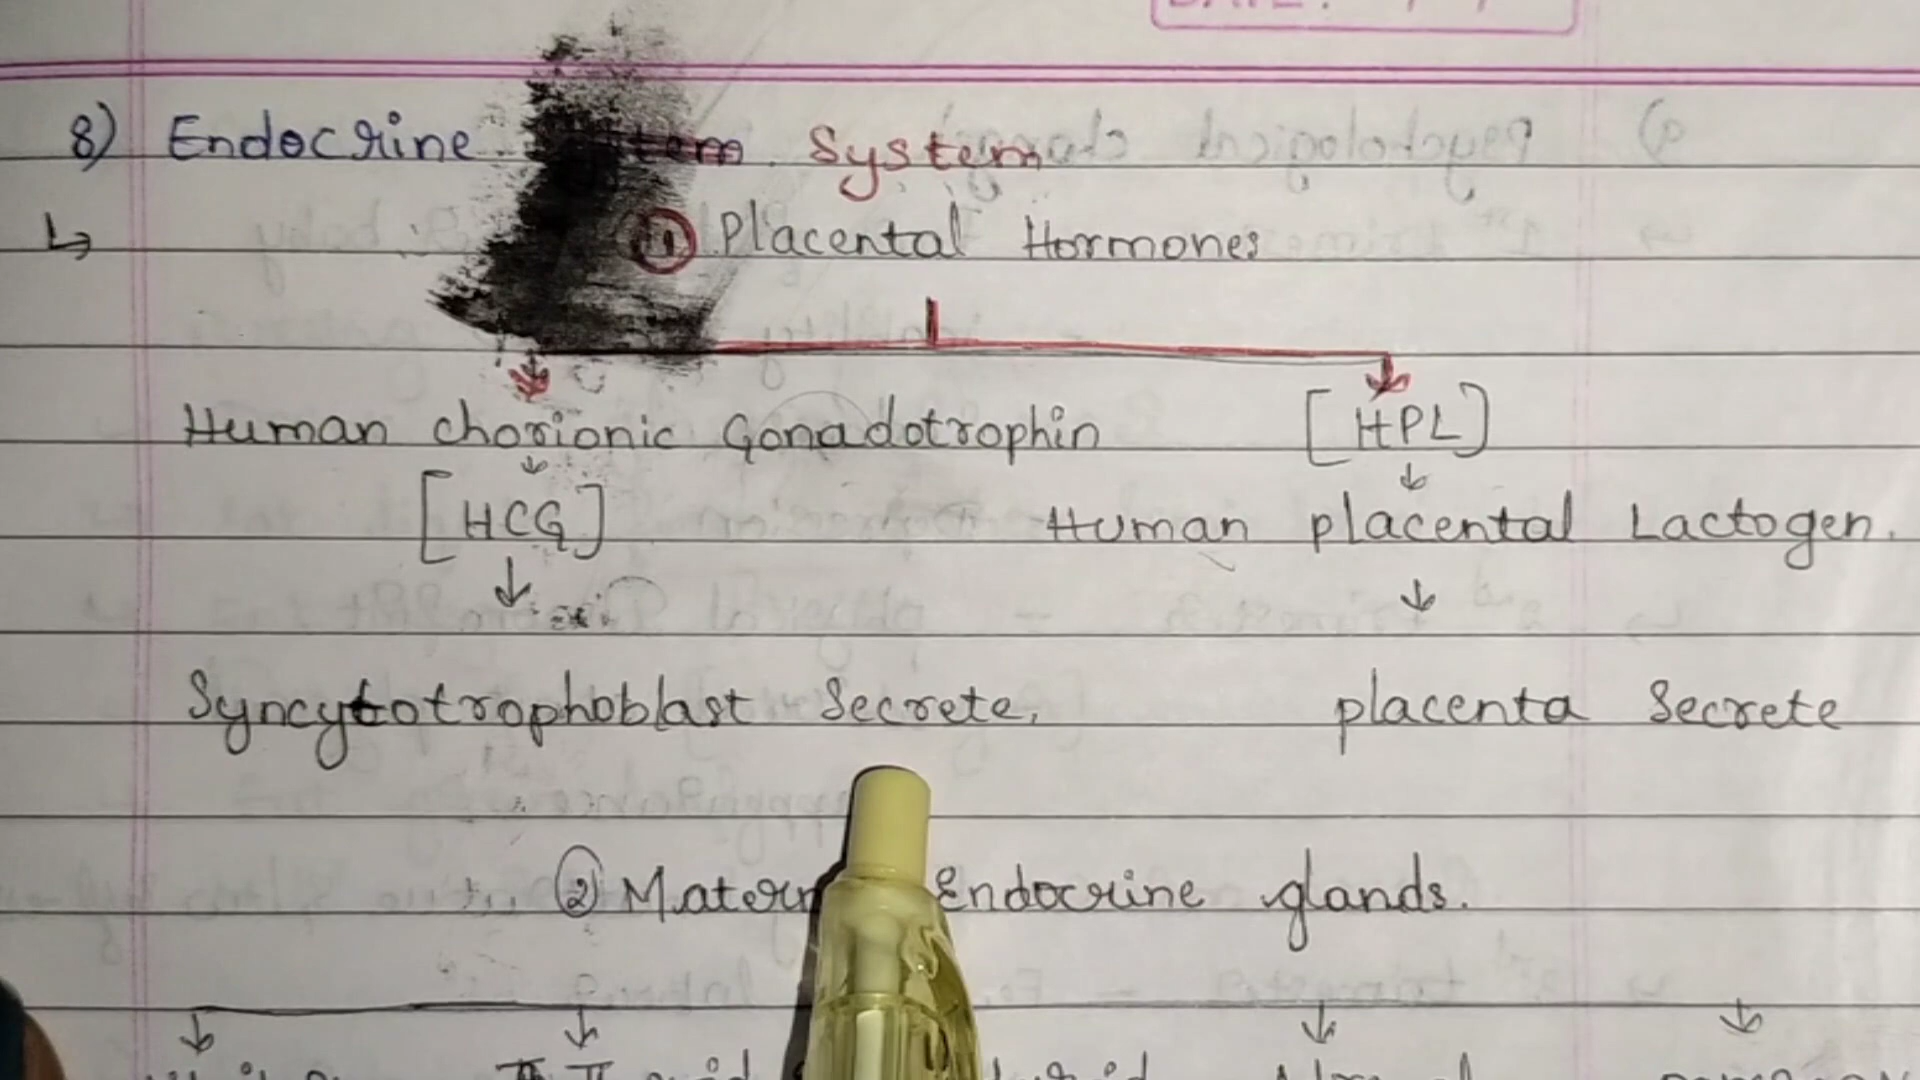 DATE:
8) Endocrine System
① Placental Hormones
Human chorionic Gonadotrophin [HPL]
[HCG] Human placental Lactogen.
Syncytotrophoblast Secrete, placenta Secrete
② Endocrine glands.